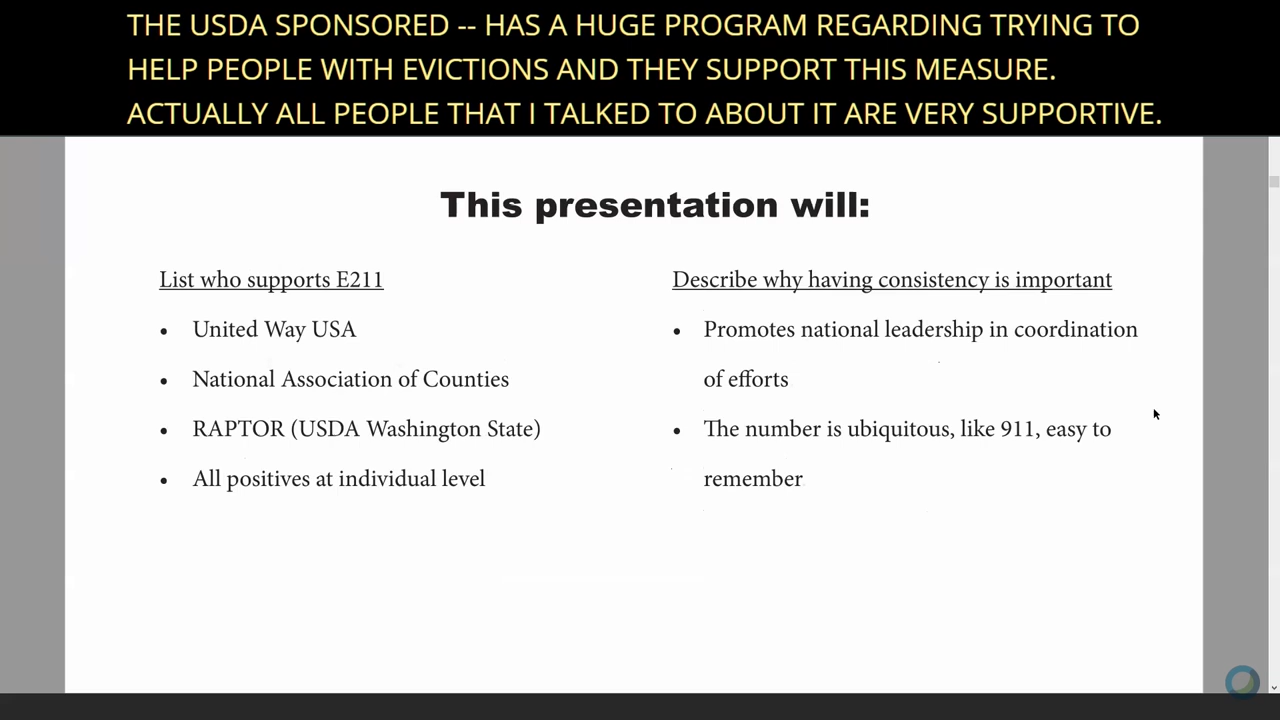 THE USDA SPONSORED -- HAS A HUGE PROGRAM REGARDING TRYING TO
HELP PEOPLE WITH EVICTIONS AND THEY SUPPORT THIS MEASURE.
ACTUALLY ALL PEOPLE THAT I TALKED TO ABOUT IT ARE VERY SUPPORTIVE.
This presentation will:
List who supports E211
• United Way USA
• National Association of Counties
• RAPTOR (USDA Washington State)
• All positives at individual level
Describe why having consistency is important
• Promotes national leadership in coordination
of efforts
• The number is ubiquitous, like 911, easy to
remember